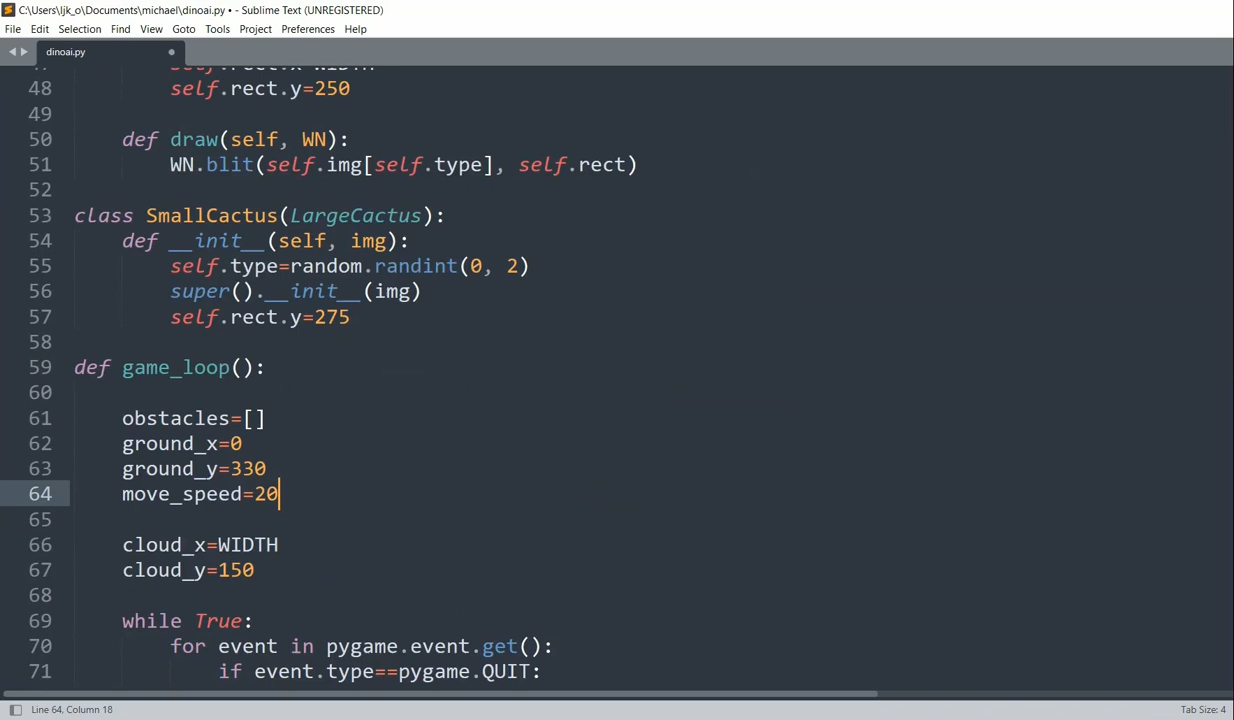 C:\Users\ljk_o\Documents\michael\dinoai.py • - Sublime Text (UNREGISTERED)
File Edit Selection Find View Goto Tools Project Preferences Help
dinoai.py
48 self.rect.y=250
49
50 def draw(self, WN):
51 WN.blit(self.img[self.type], self.rect)
52
53 class SmallCactus(LargeCactus):
54 def __init__(self, img):
55 self.type=random.randint(0, 2)
56 super().__init__(img)
57 self.rect.y=275
58
59 def game_loop():
60
61 obstacles=[]
62 ground_x=0
63 ground_y=330
64 move_speed=20
65
66 cloud_x=WIDTH
67 cloud_y=150
68
69 while True:
70 for event in pygame.event.get():
71 if event.type==pygame.QUIT:
Line 64, Column 18 Tab Size: 4